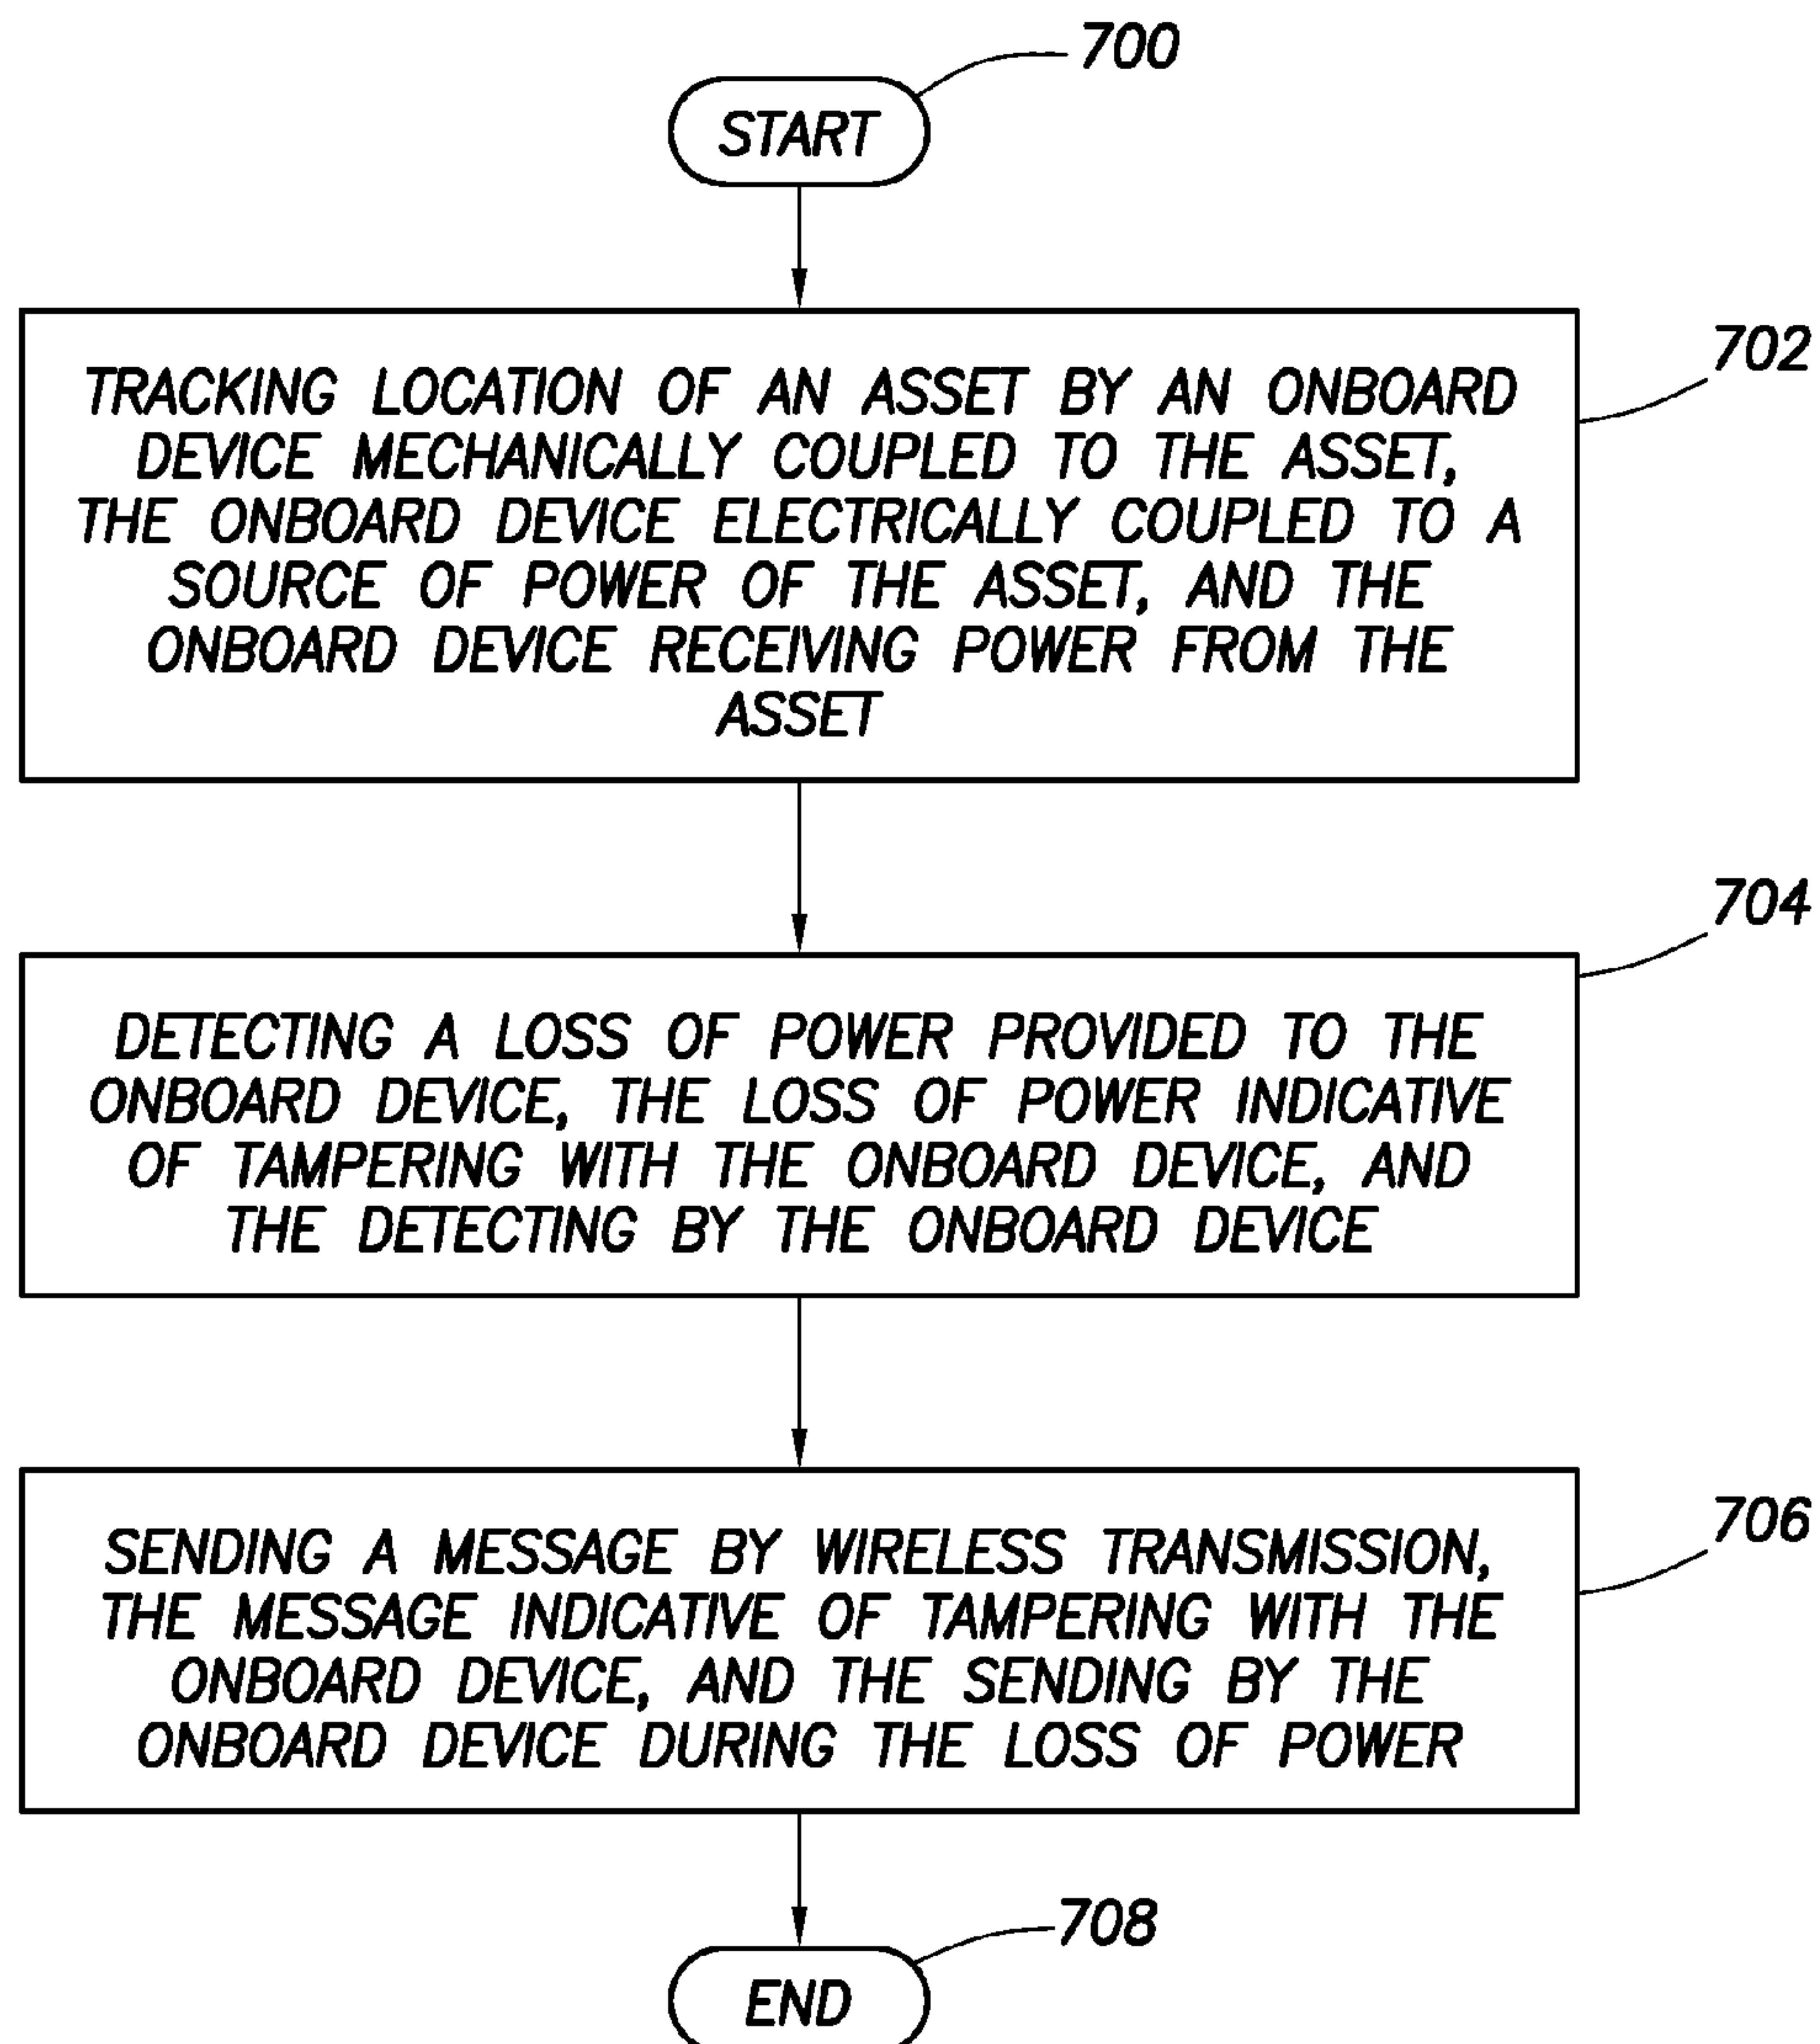 700
START
702
TRACKING LOCATION OF AN ASSET BY AN ONBOARD
DEVICE MECHANICALLY COUPLED TO THE ASSET,
THE ONBOARD DEVICE ELECTRICALLY COUPLED TO A
SOURCE OF POWER OF THE ASSET, AND THE
ONBOARD DEVICE RECEIVING POWER FROM THE
ASSET
704
DETECTING A LOSS OF POWER PROVIDED TO THE
ONBOARD DEVICE, THE LOSS OF POWER INDICATIVE
OF TAMPERING WITH THE ONBOARD DEVICE, AND
THE DETECTING BY THE ONBOARD DEVICE
706
SENDING A MESSAGE BY WIRELESS TRANSMISSION,
THE MESSAGE INDICATIVE OF TAMPERING WITH THE
ONBOARD DEVICE, AND THE SENDING BY THE
ONBOARD DEVICE DURING THE LOSS OF POWER
708
END